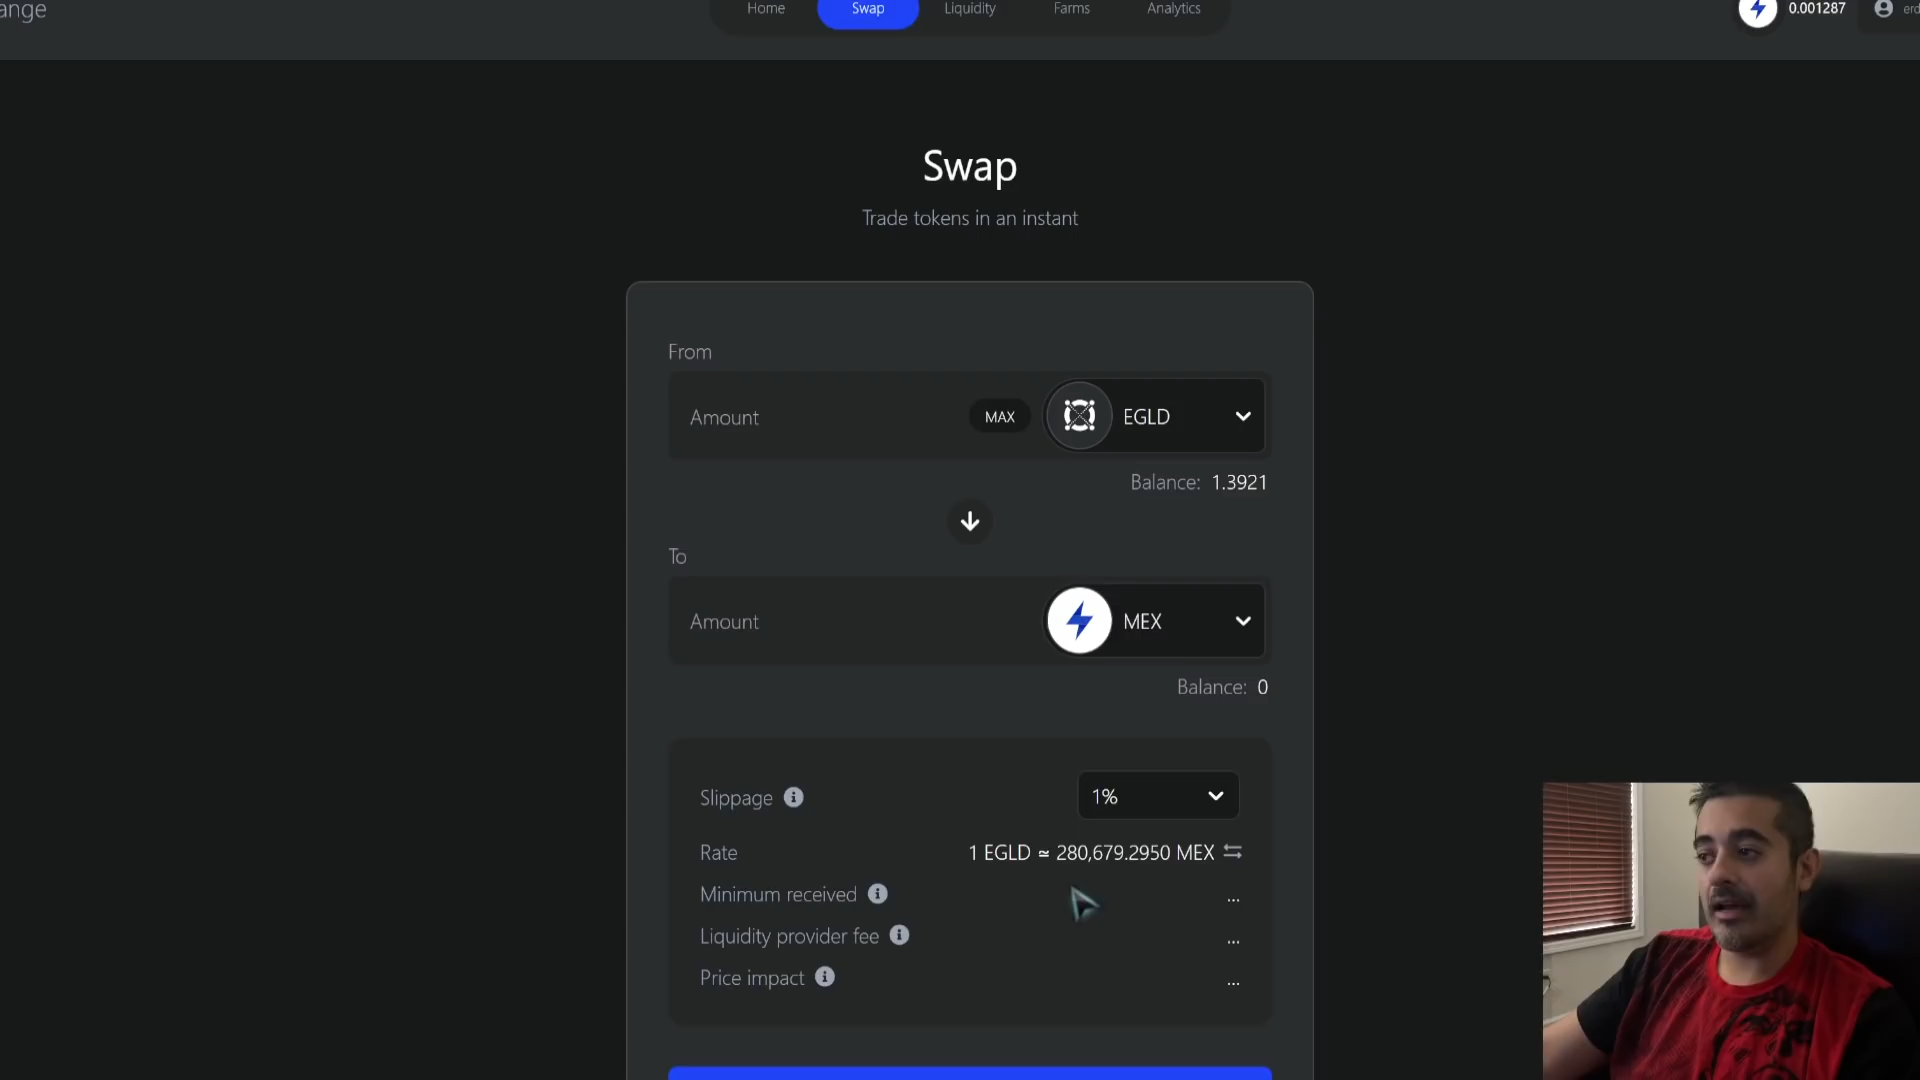 ange
Home
Swap
Liquidity
Farms
Analytics
0.001287
erd
Swap
Trade tokens in an instant
From
Amount
MAX
EGLD
Balance: 1.3921
To
Amount
MEX
Balance: 0
Slippage
1%
Rate
1 EGLD ≃ 280,679.2950 MEX
Minimum received
...
Liquidity provider fee
...
Price impact
...